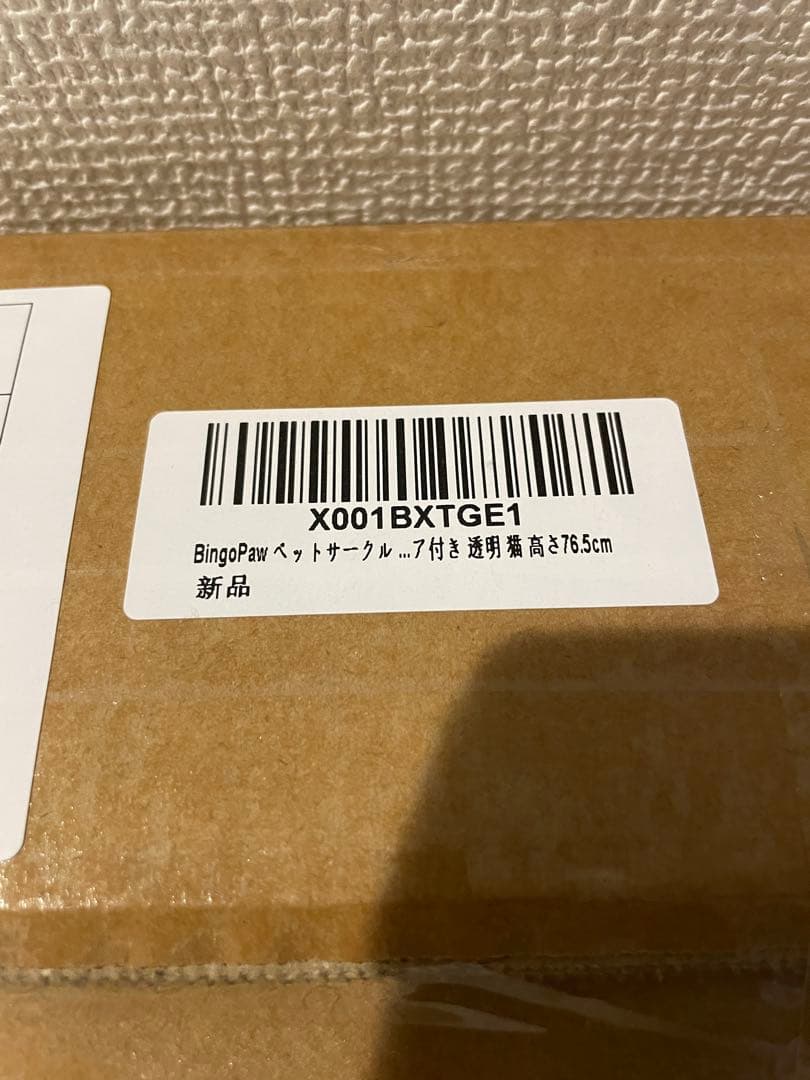 X001BXTGE1
BingoPaw ペットサークル ...ア付き 透明 猫 高さ76.5cm
新品